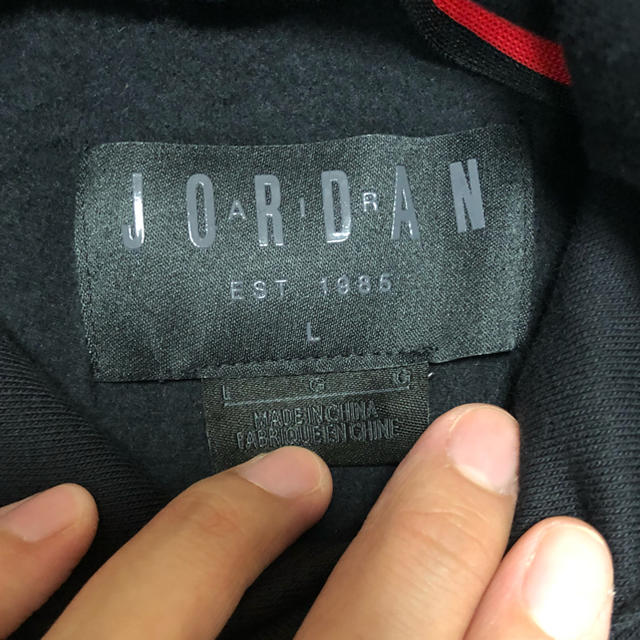 JORDAN
AIR
EST 1985
L
L G G
MADE IN CHINA
FABRIQUE EN CHINE